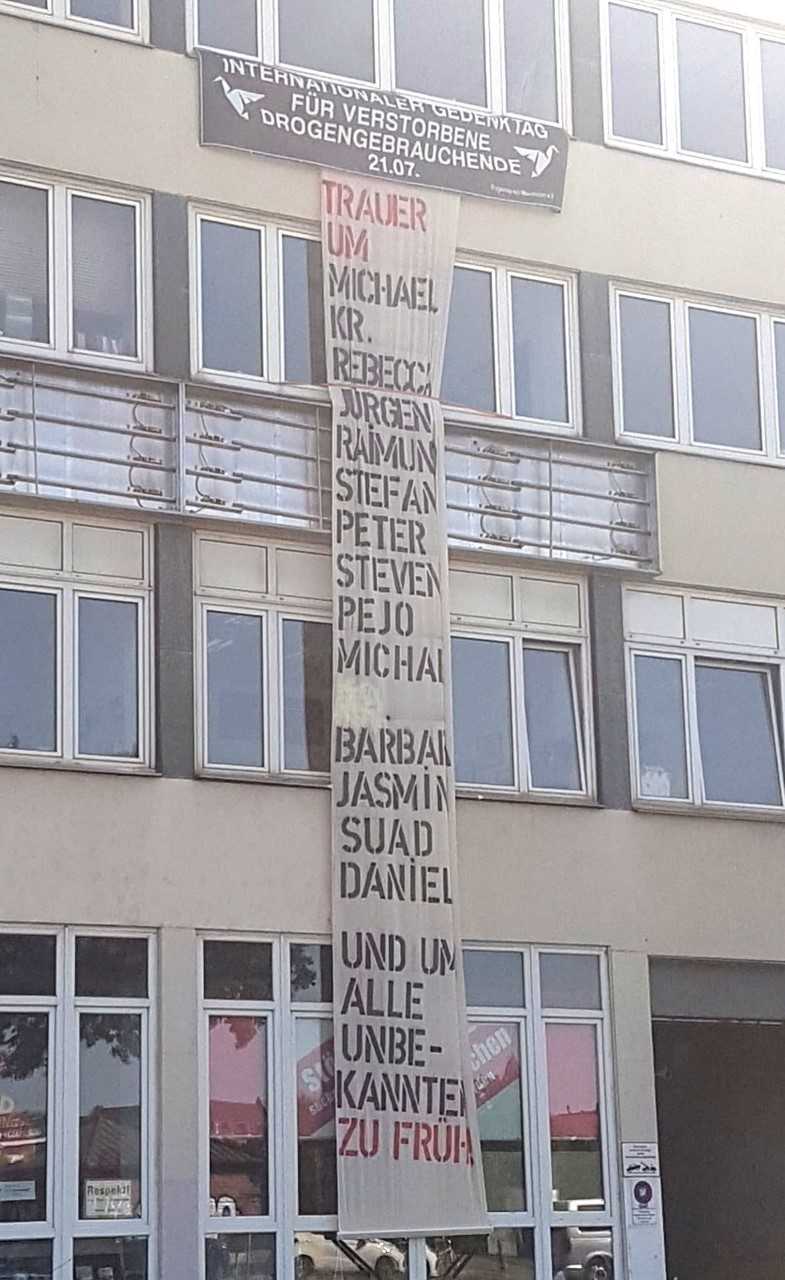 INTERNATIONALER GEDENKTAG
FÜR VERSTORBENE
DROGENGEBRAUCHENDE
21.07.
TRAUER
UM
MICHAEL
KR.
REBECCA
JÜRGEN
RAIMUN
STEFAN
PETER
STEVEN
PEJO
MICHAE
BARBAR
JASMIN
SUAD
DANIEL
UND UM
ALLE
UNBE-
KANNTEN
ZU FRÜH
Respekt!